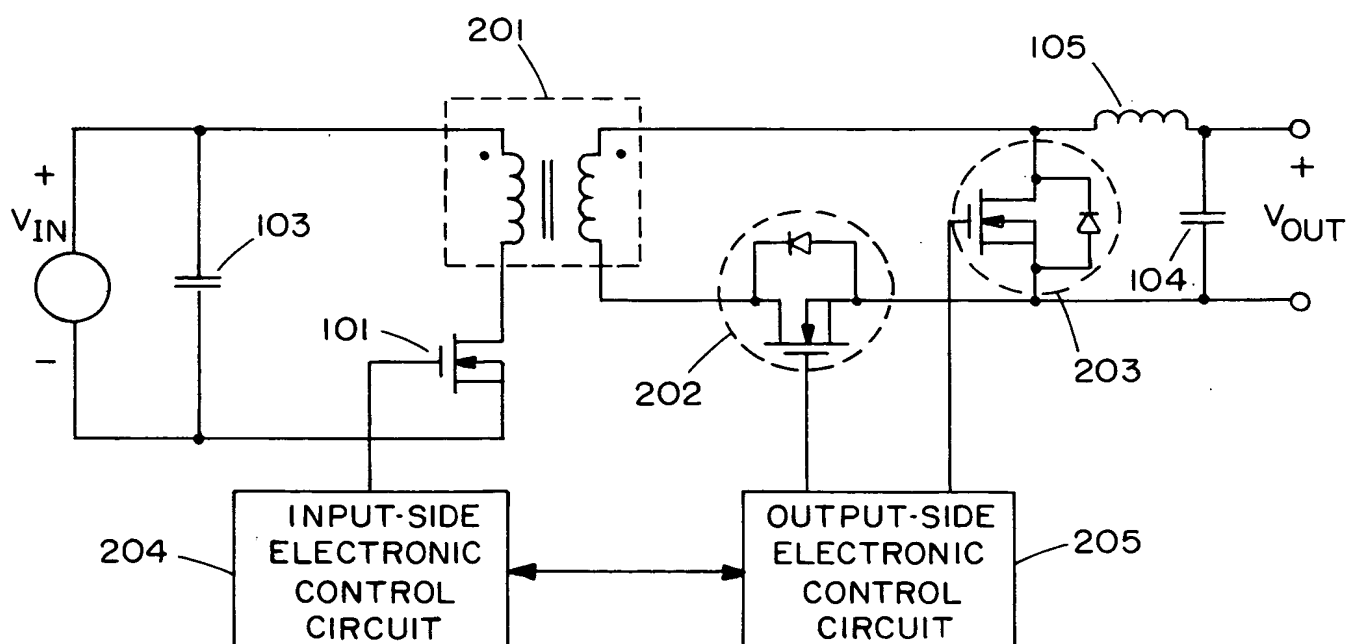 201
105
+
V_IN
103
-
101
+
V_OUT
104
203
202
204
INPUT-SIDE
ELECTRONIC
CONTROL
CIRCUIT
OUTPUT-SIDE
ELECTRONIC
CONTROL
CIRCUIT
205